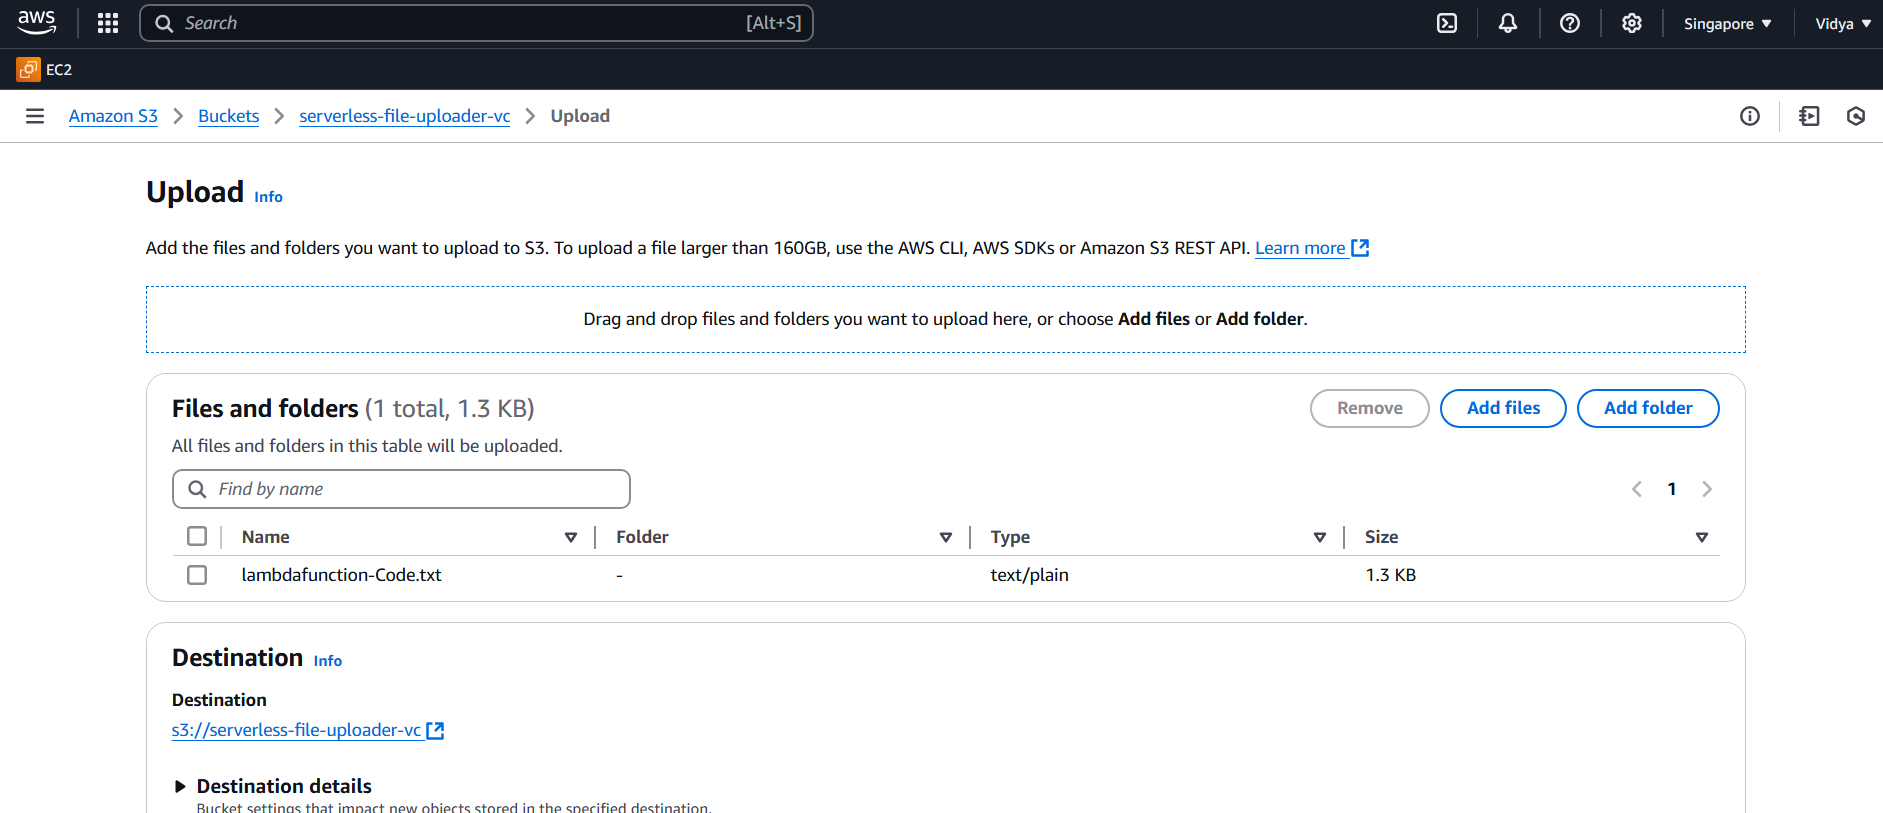 aws Search [Alt+S] Singapore Vidya
EC2
Amazon S3 Buckets serverless-file-uploader-vc Upload
Upload Info
Add the files and folders you want to upload to S3. To upload a file larger than 160GB, use the AWS CLI, AWS SDKs or Amazon S3 REST API. Learn more
Drag and drop files and folders you want to upload here, or choose Add files or Add folder.
Files and folders (1 total, 1.3 KB) Remove Add files Add folder
All files and folders in this table will be uploaded.
Find by name 1
Name Folder Type Size
lambdafunction-Code.txt - text/plain 1.3 KB
Destination Info
Destination
s3://serverless-file-uploader-vc
Destination details
Bucket settings that impact new objects stored in the specified destination.